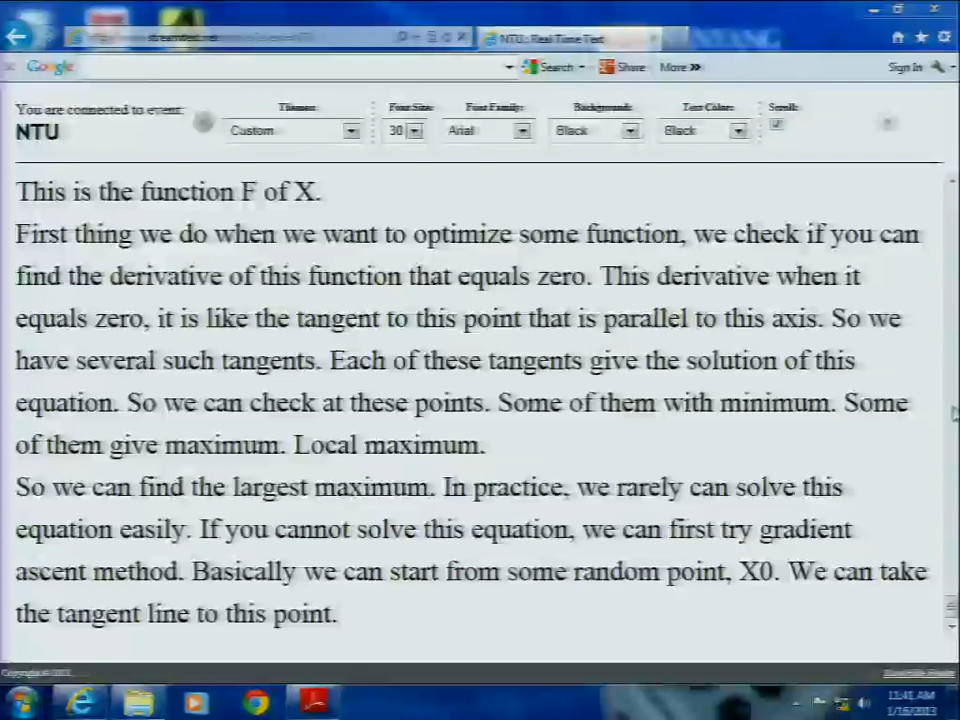 NTU: Real Time Text
Google
Search
Share
More »
Sign In
You are connected to event:
NTU
Themes:
Font Size:
Font Family:
Background:
Text Color:
Scroll:
Custom
30
Arial
Black
Black
This is the function F of X.
First thing we do when we want to optimize some function, we check if you can
find the derivative of this function that equals zero. This derivative when it
equals zero, it is like the tangent to this point that is parallel to this axis. So we
have several such tangents. Each of these tangents give the solution of this
equation. So we can check at these points. Some of them with minimum. Some
of them give maximum. Local maximum.
So we can find the largest maximum. In practice, we rarely can solve this
equation easily. If you cannot solve this equation, we can first try gradient
ascent method. Basically we can start from some random point, X0. We can take
the tangent line to this point.
11:41 AM
1/16/2013